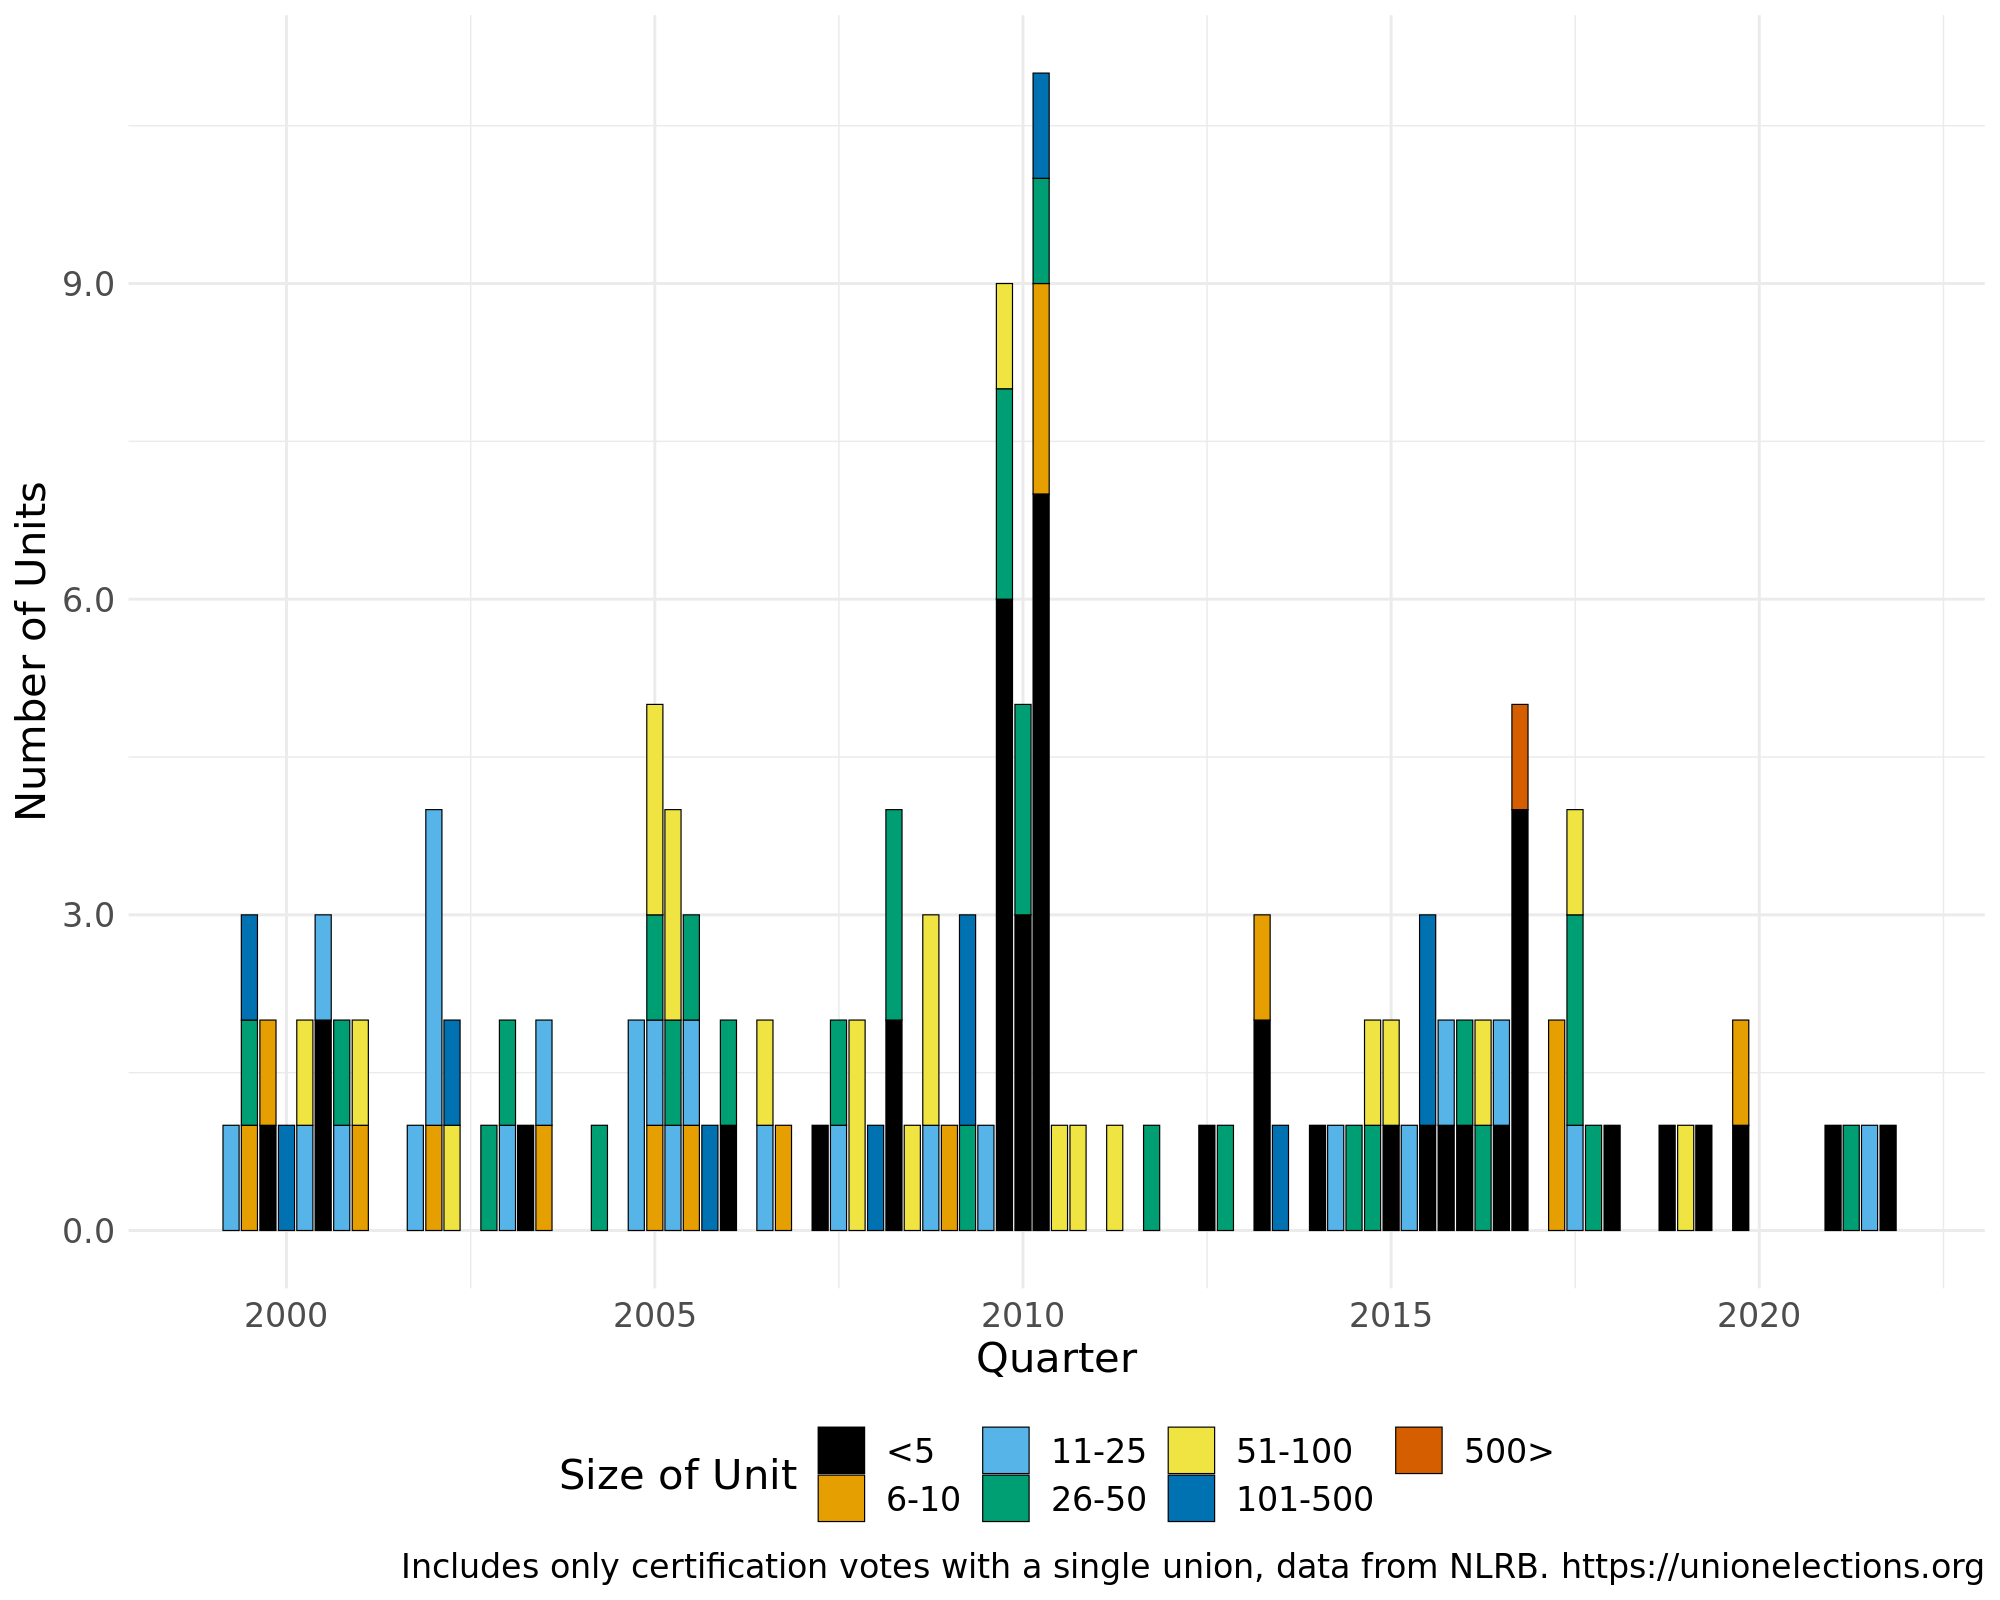 Number of Units
9.0
6.0
3.0
0.0
2000 2005 2010 2015 2020
Quarter
Size of Unit
<5 11-25 51-100 500>
6-10 26-50 101-500
Includes only certification votes with a single union, data from NLRB. https://unionelections.org